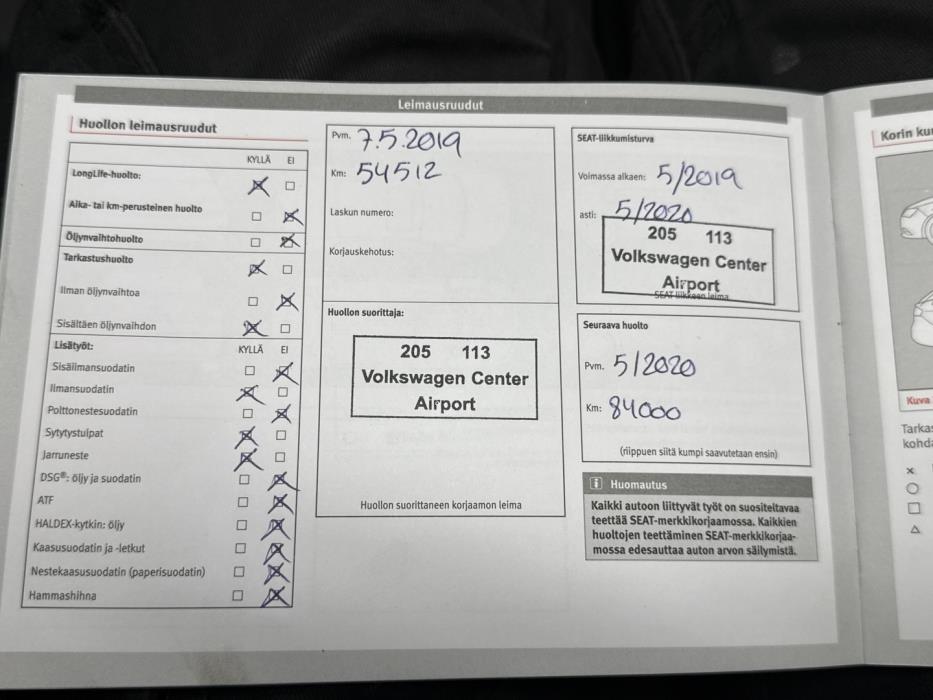 Leimausruudut
Huollon leimausruudut
KYLLÄ EI
LongLife-huolto:
Aika- tai km-perusteinen huolto
Öljynvaihtohuolto
Tarkastushuolto
Ilman öljynvaihtoa
Sisältäen öljynvaihdon
Lisätyöt: KYLLÄ EI
Sisäilmansuodatin
Ilmansuodatin
Polttonestesuodatin
Sytytystulpat
Jarruneste
DSG®: öljy ja suodatin
ATF
HALDEX-kytkin: öljy
Kaasusuodatin ja -letkut
Nestekaasusuodatin (paperisuodatin)
Hammashihna
Pvm. 7.5.2019
Km: 54512
Laskun numero:
Korjauskehotus:
Huollon suorittaja:
205 113
Volkswagen Center
Airport
Huollon suorittaneen korjaamon leima
SEAT-liikkumisturva
Voimassa alkaen: 5/2019
asti: 5/2020
205 113
Volkswagen Center
Airport
SEAT-liikkeen leima
Seuraava huolto
Pvm. 5/2020
Km: 84000
(riippuen siitä kumpi saavutetaan ensin)
i Huomautus
Kaikki autoon liittyvät työt on suositeltavaa
teettää SEAT-merkkikorjaamossa. Kaikkien
huoltojen teettäminen SEAT-merkkikorjaa-
mossa edesauttaa auton arvon säilymistä.
Korin
Kuva